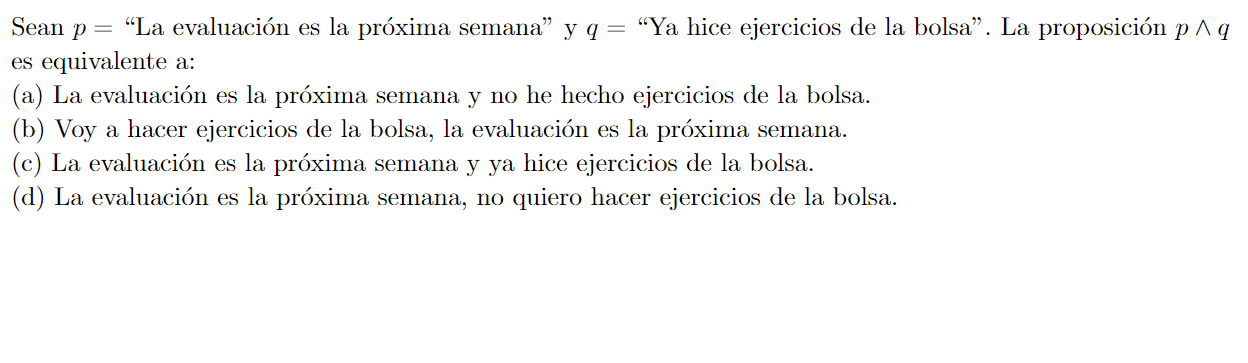 Sean p = “La evaluación es la próxima semana” y q = “Ya hice ejercicios de la bolsa”. La proposición p ∧ q
es equivalente a:
(a) La evaluación es la próxima semana y no he hecho ejercicios de la bolsa.
(b) Voy a hacer ejercicios de la bolsa, la evaluación es la próxima semana.
(c) La evaluación es la próxima semana y ya hice ejercicios de la bolsa.
(d) La evaluación es la próxima semana, no quiero hacer ejercicios de la bolsa.